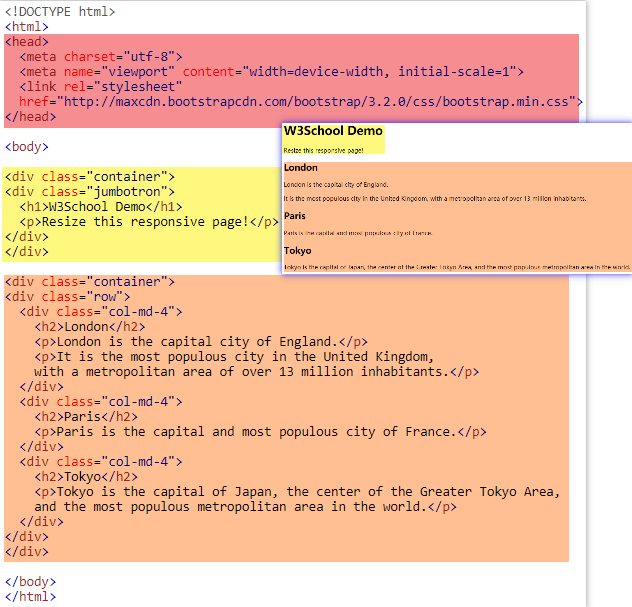 <!DOCTYPE html>
<html>
<head>
  <meta charset="utf-8">
  <meta name="viewport" content="width=device-width, initial-scale=1">
  <link rel="stylesheet"
  href="http://maxcdn.bootstrapcdn.com/bootstrap/3.2.0/css/bootstrap.min.css">
</head>
<body>
<div class="container">
<div class="jumbotron">
  <h1>W3School Demo</h1>
  <p>Resize this responsive page!</p>
</div>
</div>
W3School Demo
Resize this responsive page!
London
London is the capital city of England.
It is the most populous city in the United Kingdom, with a metropolitan area of over 13 million inhabitants.
Paris
Paris is the capital and most populous city of France.
Tokyo
Tokyo is the capital of Japan, the center of the Greater Tokyo Area, and the most populous metropolitan area in the world.
<div class="container">
<div class="row">
  <div class="col-md-4">
    <h2>London</h2>
    <p>London is the capital city of England.</p>
    <p>It is the most populous city in the United Kingdom,
    with a metropolitan area of over 13 million inhabitants.</p>
  </div>
  <div class="col-md-4">
    <h2>Paris</h2>
    <p>Paris is the capital and most populous city of France.</p>
  </div>
  <div class="col-md-4">
    <h2>Tokyo</h2>
    <p>Tokyo is the capital of Japan, the center of the Greater Tokyo Area,
    and the most populous metropolitan area in the world.</p>
  </div>
</div>
</div>
</body>
</html>